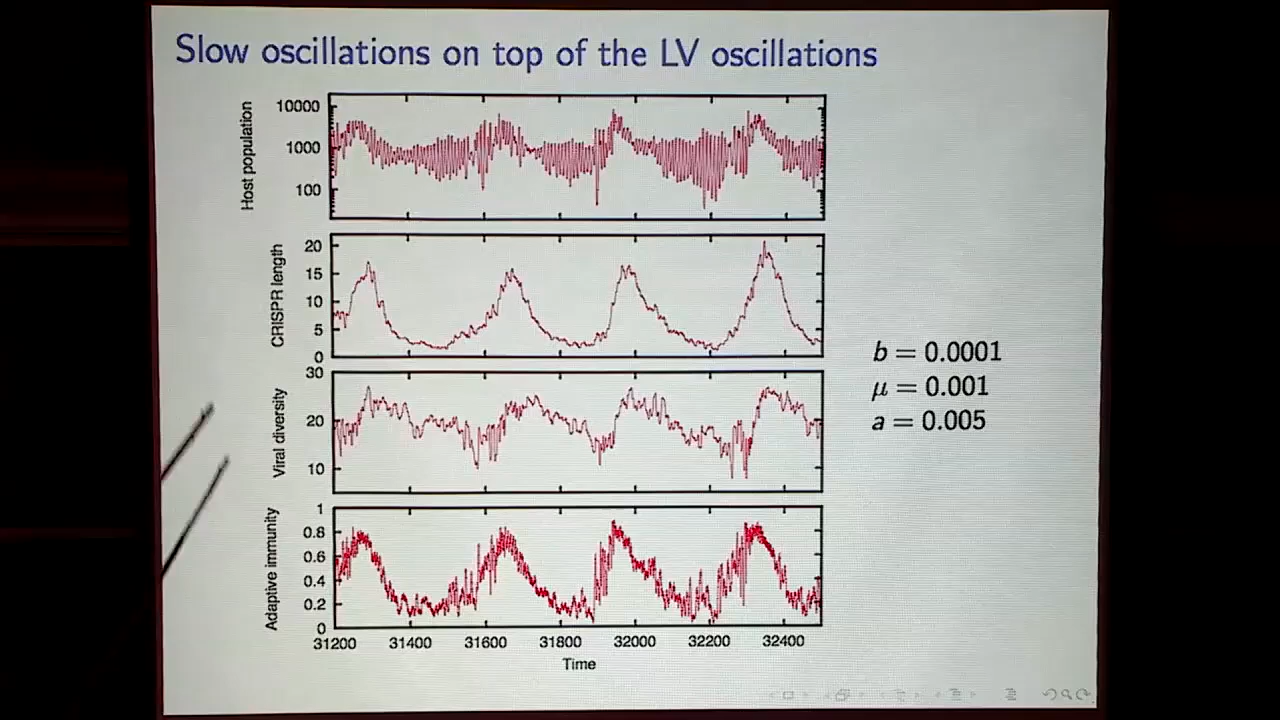 Slow oscillations on top of the LV oscillations
Host population
10000
1000
100
CRISPR length
20
15
10
5
0
Viral diversity
30
20
10
Adaptive immunity
1
0.8
0.6
0.4
0.2
0
31200 31400 31600 31800 32000 32200 32400
Time
b = 0.0001
μ = 0.001
a = 0.005